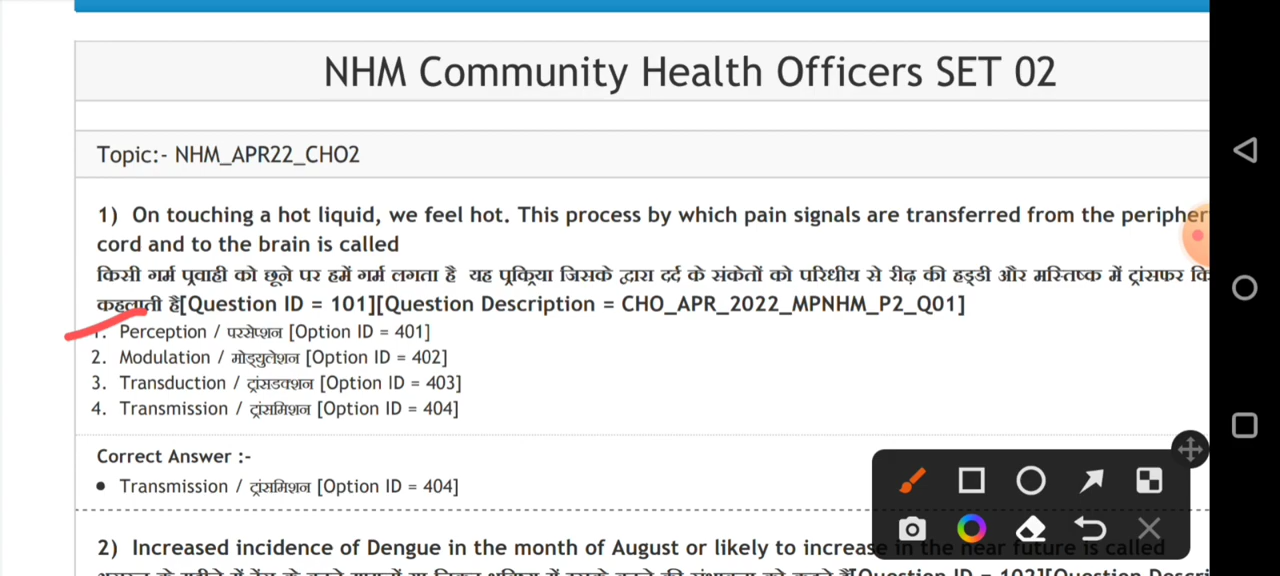 NHM Community Health Officers SET 02
Topic:- NHM_APR22_CHO2
1) On touching a hot liquid, we feel hot. This process by which pain signals are transferred from the peripher
cord and to the brain is called
किसी गर्म प्रवाही को छूने पर हमें गर्म लगता है यह प्रक्रिया जिसके द्वारा दर्द के संकेतों को परिधीय से रीढ़ की हड्डी और मस्तिष्क में ट्रांसफर कि
कहलाती है[Question ID = 101][Question Description = CHO_APR_2022_MPNHM_P2_Q01]
1. Perception / परसेप्शन [Option ID = 401]
2. Modulation / मोड्युलेशन [Option ID = 402]
3. Transduction / ट्रांसडक्शन [Option ID = 403]
4. Transmission / ट्रांसमिशन [Option ID = 404]
Correct Answer :-
• Transmission / ट्रांसमिशन [Option ID = 404]
2) Increased incidence of Dengue in the month of August or likely to increase in the near future is called